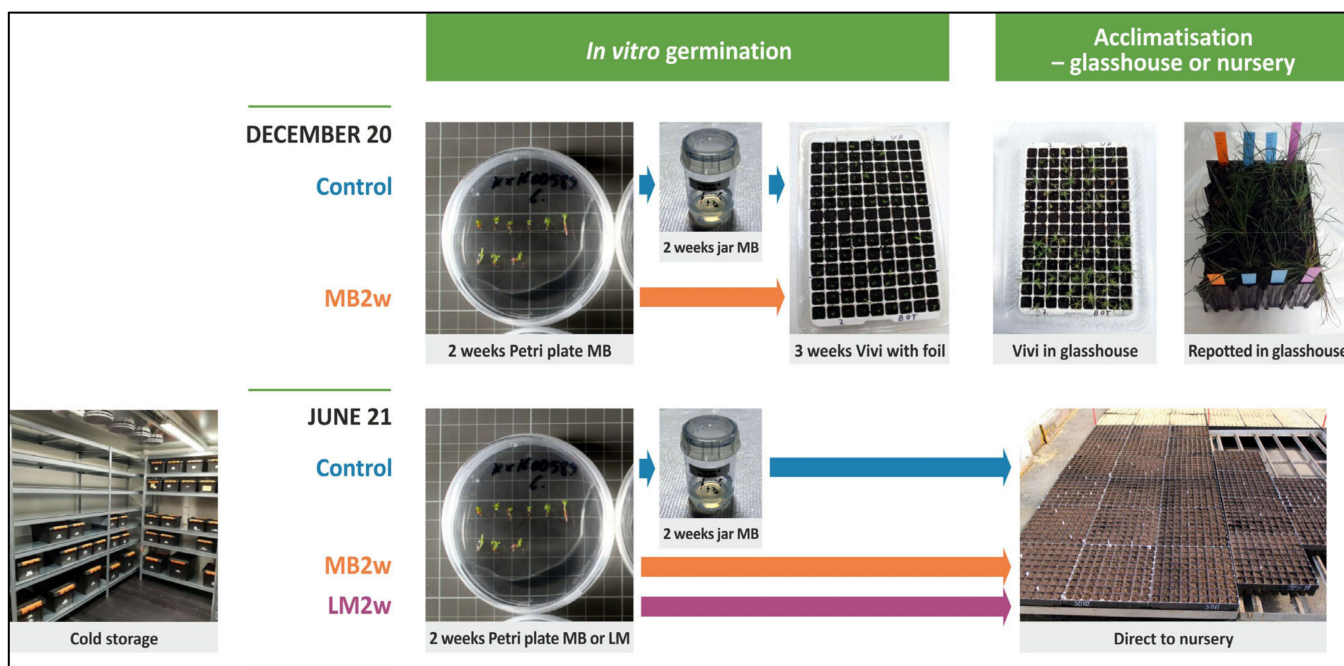 In vitro germination
Acclimatisation
– glasshouse or nursery
DECEMBER 20
Control
MB2w
2 weeks Petri plate MB
2 weeks jar MB
3 weeks Vivi with foil
Vivi in glasshouse
Repotted in glasshouse
JUNE 21
Control
MB2w
LM2w
Cold storage
2 weeks Petri plate MB or LM
2 weeks jar MB
Direct to nursery